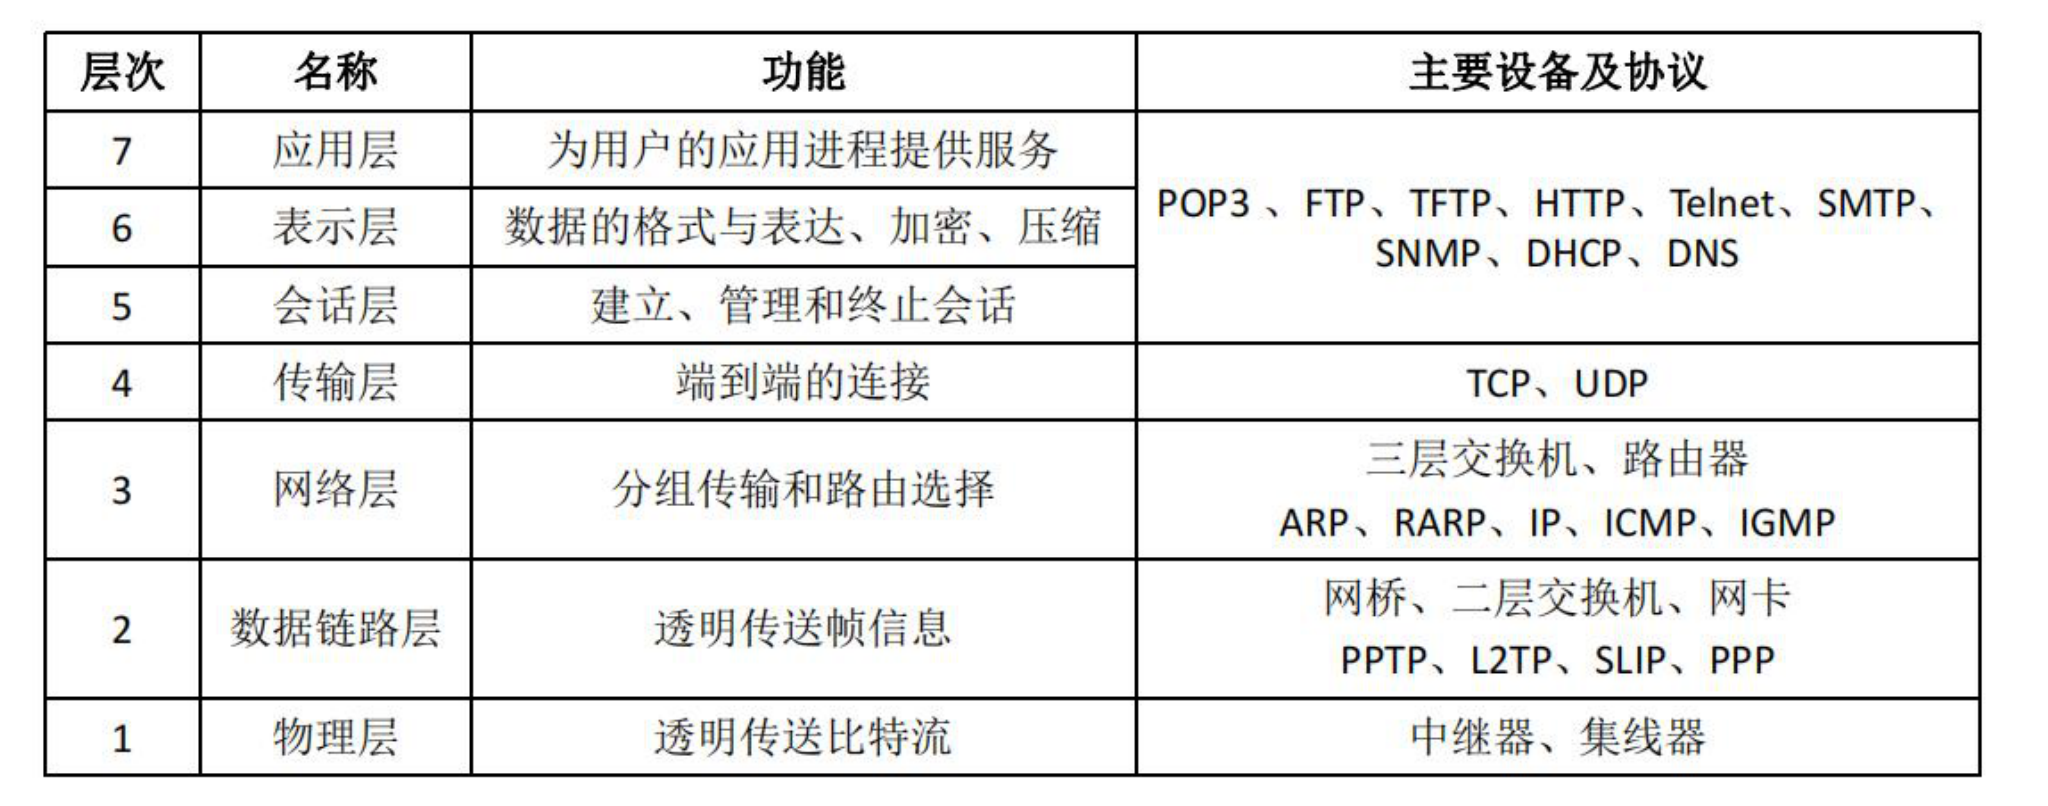 层次 名称 功能 主要设备及协议
7 应用层 为用户的应用进程提供服务
POP3 、FTP、TFTP、HTTP、Telnet、SMTP、
6 表示层 数据的格式与表达、加密、压缩
SNMP、DHCP、DNS
5 会话层 建立、管理和终止会话
4 传输层 端到端的连接 TCP、UDP
3 网络层 分组传输和路由选择
三层交换机、路由器
ARP、RARP、IP、ICMP、IGMP
2 数据链路层 透明传送帧信息
网桥、二层交换机、网卡
PPTP、L2TP、SLIP、PPP
1 物理层 透明传送比特流 中继器、集线器